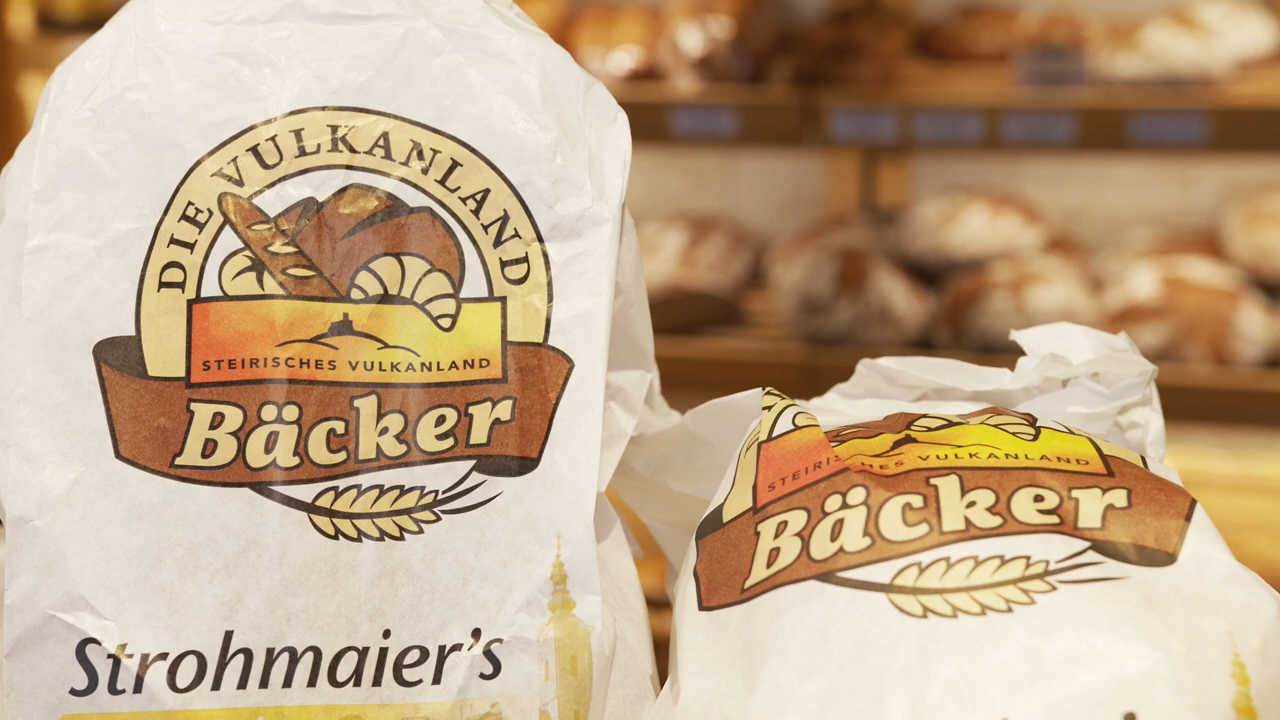 DIE VULKANLAND
STEIRISCHES VULKANLAND
Bäcker
Strohmaier's
STEIRISCHES VULKANLAND
Bäcker